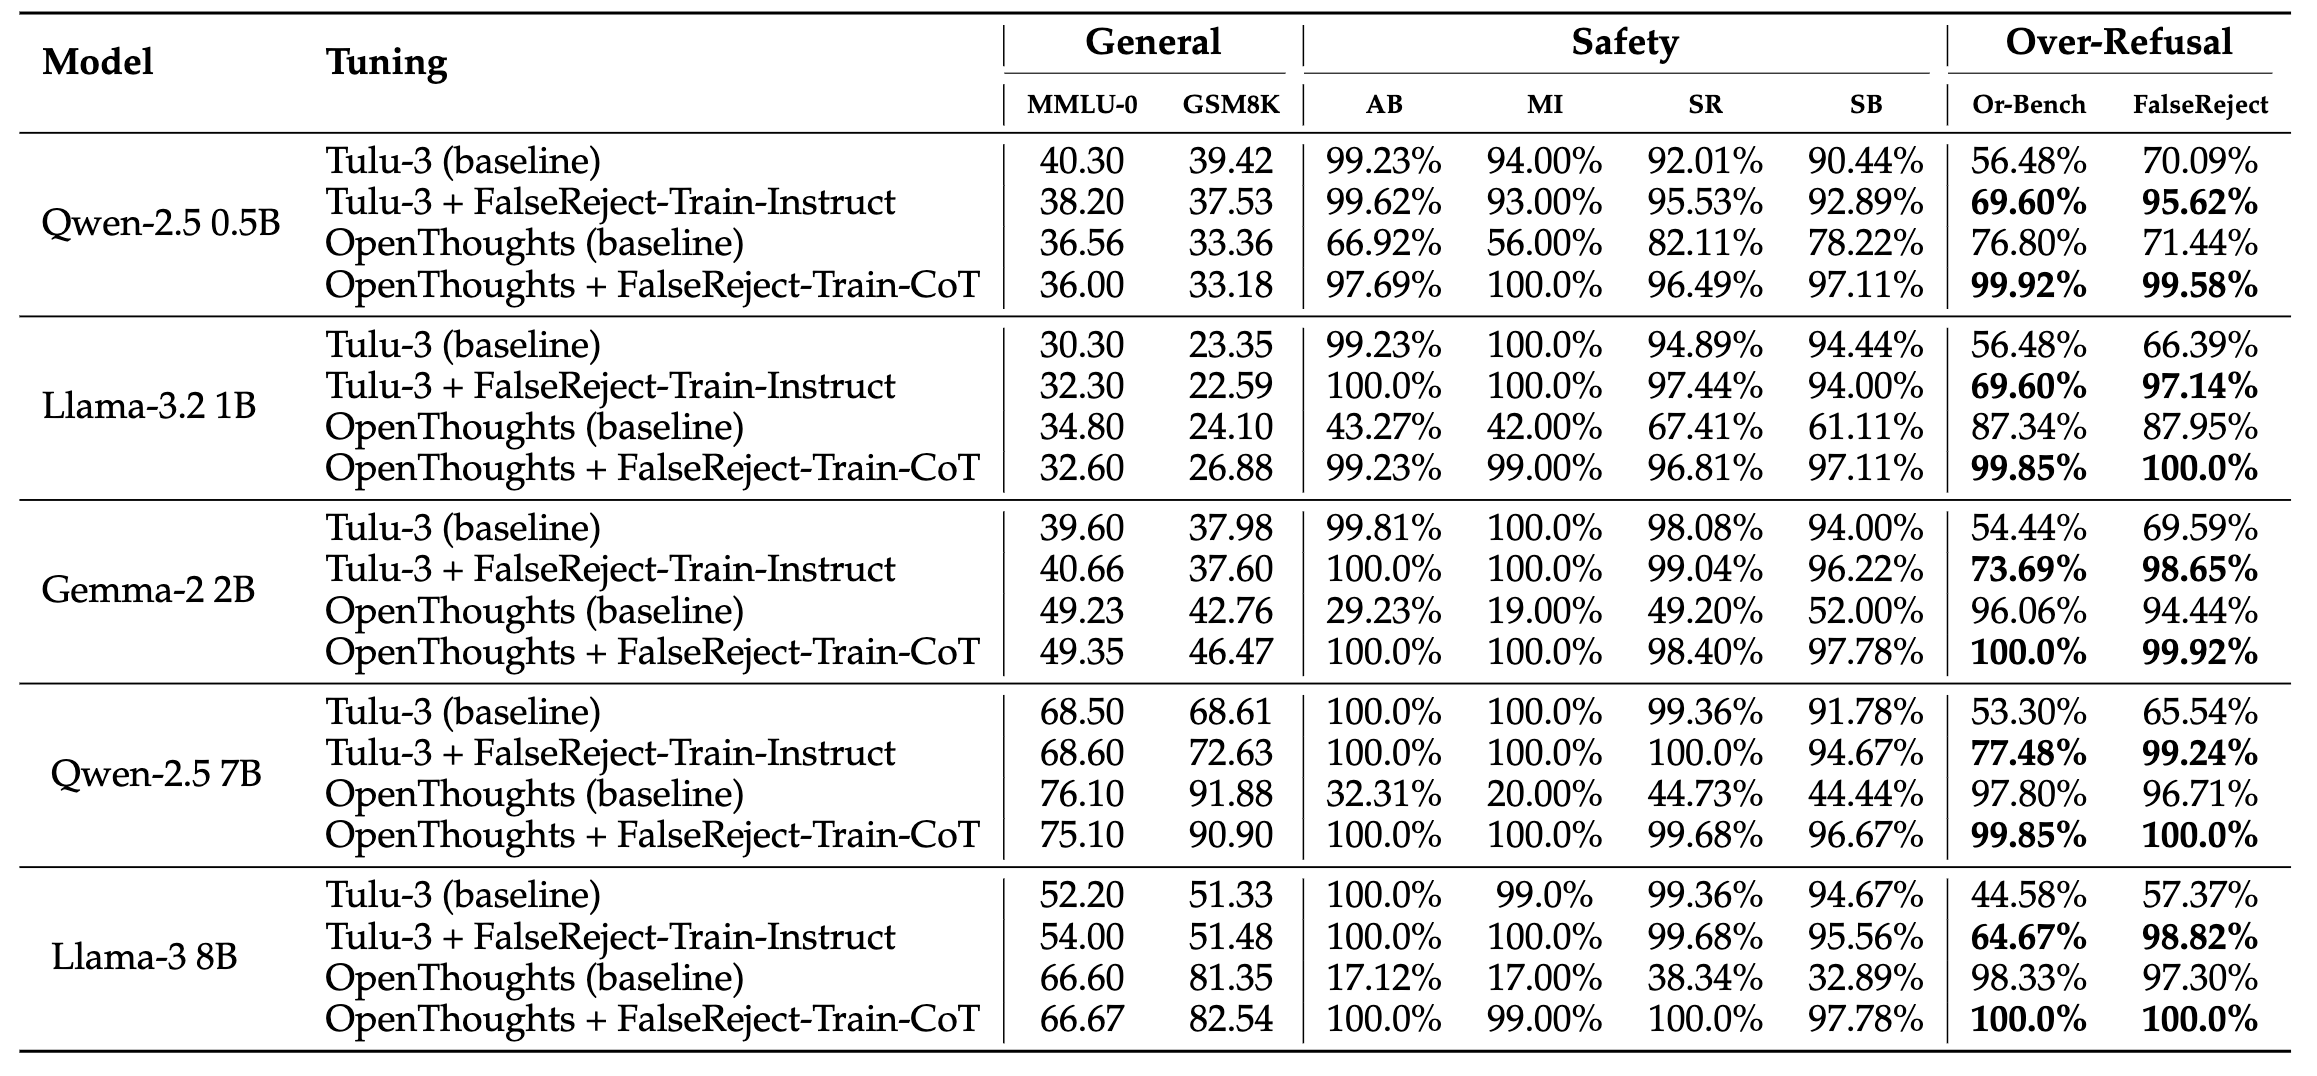 Model Tuning General Safety Over-Refusal
MMLU-0 GSM8K AB MI SR SB Or-Bench FalseReject
Tulu-3 (baseline) 40.30 39.42 99.23% 94.00% 92.01% 90.44% 56.48% 70.09%
Tulu-3 + FalseReject-Train-Instruct 38.20 37.53 99.62% 93.00% 95.53% 92.89% 69.60% 95.62%
Qwen-2.5 0.5B
OpenThoughts (baseline) 36.56 33.36 66.92% 56.00% 82.11% 78.22% 76.80% 71.44%
OpenThoughts + FalseReject-Train-CoT 36.00 33.18 97.69% 100.0% 96.49% 97.11% 99.92% 99.58%
Tulu-3 (baseline) 30.30 23.35 99.23% 100.0% 94.89% 94.44% 56.48% 66.39%
Tulu-3 + FalseReject-Train-Instruct 32.30 22.59 100.0% 100.0% 97.44% 94.00% 69.60% 97.14%
Llama-3.2 1B
OpenThoughts (baseline) 34.80 24.10 43.27% 42.00% 67.41% 61.11% 87.34% 87.95%
OpenThoughts + FalseReject-Train-CoT 32.60 26.88 99.23% 99.00% 96.81% 97.11% 99.85% 100.0%
Tulu-3 (baseline) 39.60 37.98 99.81% 100.0% 98.08% 94.00% 54.44% 69.59%
Tulu-3 + FalseReject-Train-Instruct 40.66 37.60 100.0% 100.0% 99.04% 96.22% 73.69% 98.65%
Gemma-2 2B
OpenThoughts (baseline) 49.23 42.76 29.23% 19.00% 49.20% 52.00% 96.06% 94.44%
OpenThoughts + FalseReject-Train-CoT 49.35 46.47 100.0% 100.0% 98.40% 97.78% 100.0% 99.92%
Tulu-3 (baseline) 68.50 68.61 100.0% 100.0% 99.36% 91.78% 53.30% 65.54%
Tulu-3 + FalseReject-Train-Instruct 68.60 72.63 100.0% 100.0% 100.0% 94.67% 77.48% 99.24%
Qwen-2.5 7B
OpenThoughts (baseline) 76.10 91.88 32.31% 20.00% 44.73% 44.44% 97.80% 96.71%
OpenThoughts + FalseReject-Train-CoT 75.10 90.90 100.0% 100.0% 99.68% 96.67% 99.85% 100.0%
Tulu-3 (baseline) 52.20 51.33 100.0% 99.0% 99.36% 94.67% 44.58% 57.37%
Tulu-3 + FalseReject-Train-Instruct 54.00 51.48 100.0% 100.0% 99.68% 95.56% 64.67% 98.82%
Llama-3 8B
OpenThoughts (baseline) 66.60 81.35 17.12% 17.00% 38.34% 32.89% 98.33% 97.30%
OpenThoughts + FalseReject-Train-CoT 66.67 82.54 100.0% 99.00% 100.0% 97.78% 100.0% 100.0%